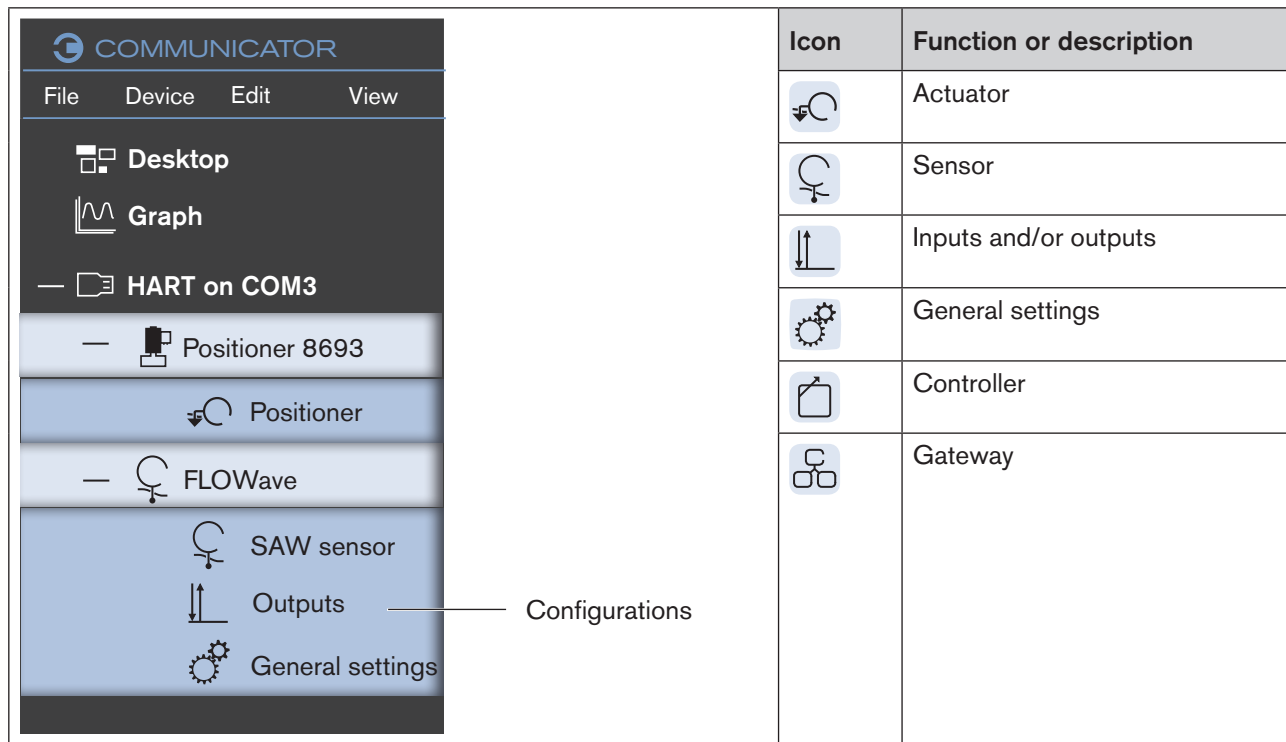 COMMUNICATOR
File Device Edit View
Desktop
Graph
HART on COM3
Positioner 8693
Positioner
FLOWave
SAW sensor
Outputs
General settings
Configurations
Icon Function or description
Actuator
Sensor
Inputs and/or outputs
General settings
Controller
Gateway